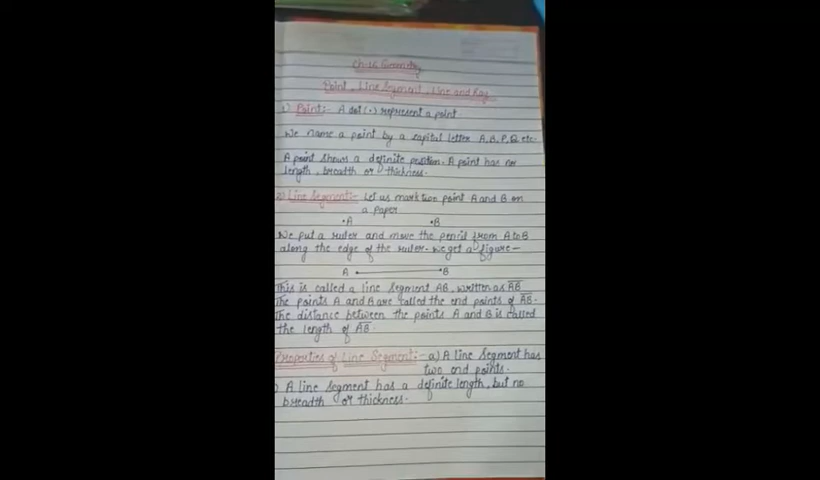 Ch-16 Geometry
Point, Line Segment, Line and Ray
1) Point:- A dot (•) represent a point
We name a point by a capital letter A, B, P, Q etc.
A point shows a definite position. A point has no
length, breadth or thickness.
2) Line Segment:- Let us mark two point A and B on
a paper
•A •B
We put a ruler and move the pencil from A to B
along the edge of the ruler. We get a figure—
A B
This is called a line segment AB, written as A̅B̅
The points A and B are called the end points of A̅B̅.
The distance between the points A and B is called
the length of A̅B̅.
Properties of Line Segment:- a) A line Segment has
two end points.
) A line segment has a definite length, but no
breadth or thickness.